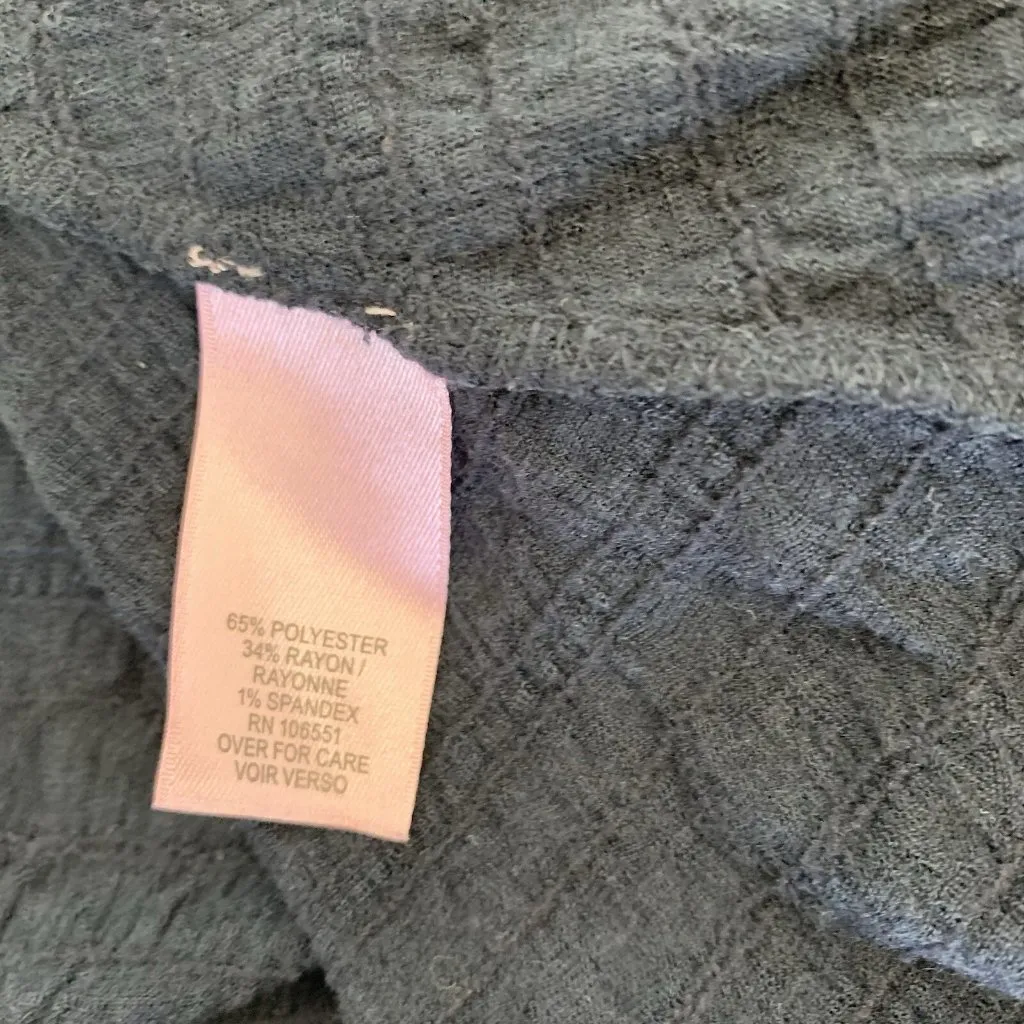 65% POLYESTER
34% RAYON /
RAYONNE
1% SPANDEX
RN 106551
OVER FOR CARE
VOIR VERSO